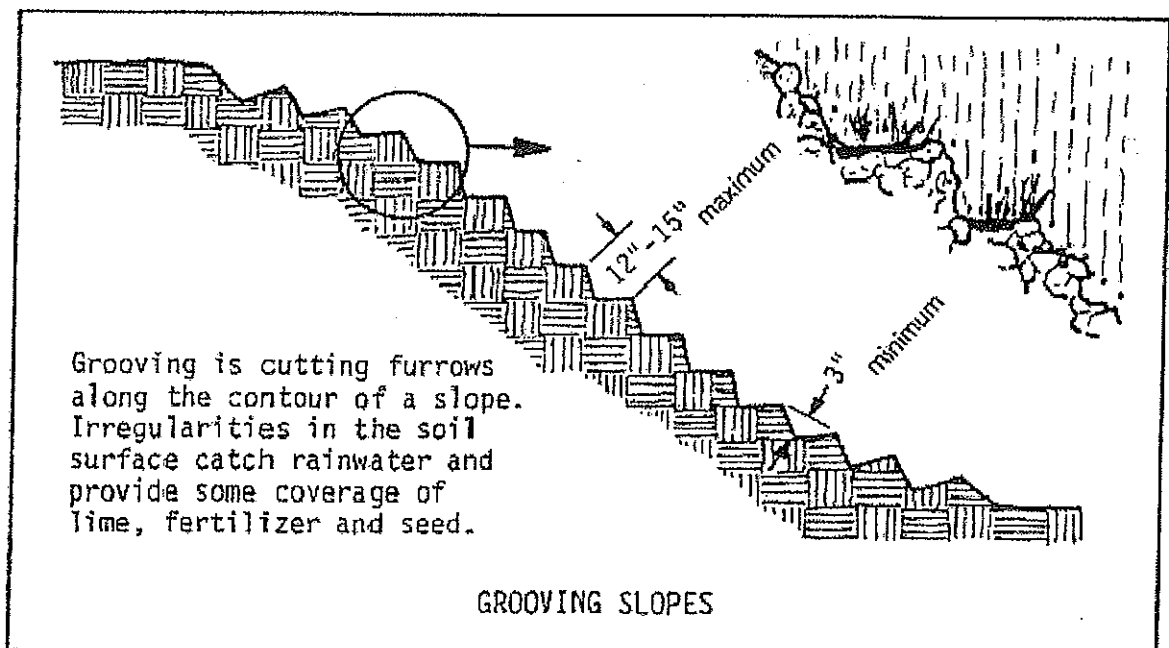 12"-15" maximum
3" minimum
Grooving is cutting furrows
along the contour of a slope.
Irregularities in the soil
surface catch rainwater and
provide some coverage of
lime, fertilizer and seed.
GROOVING SLOPES